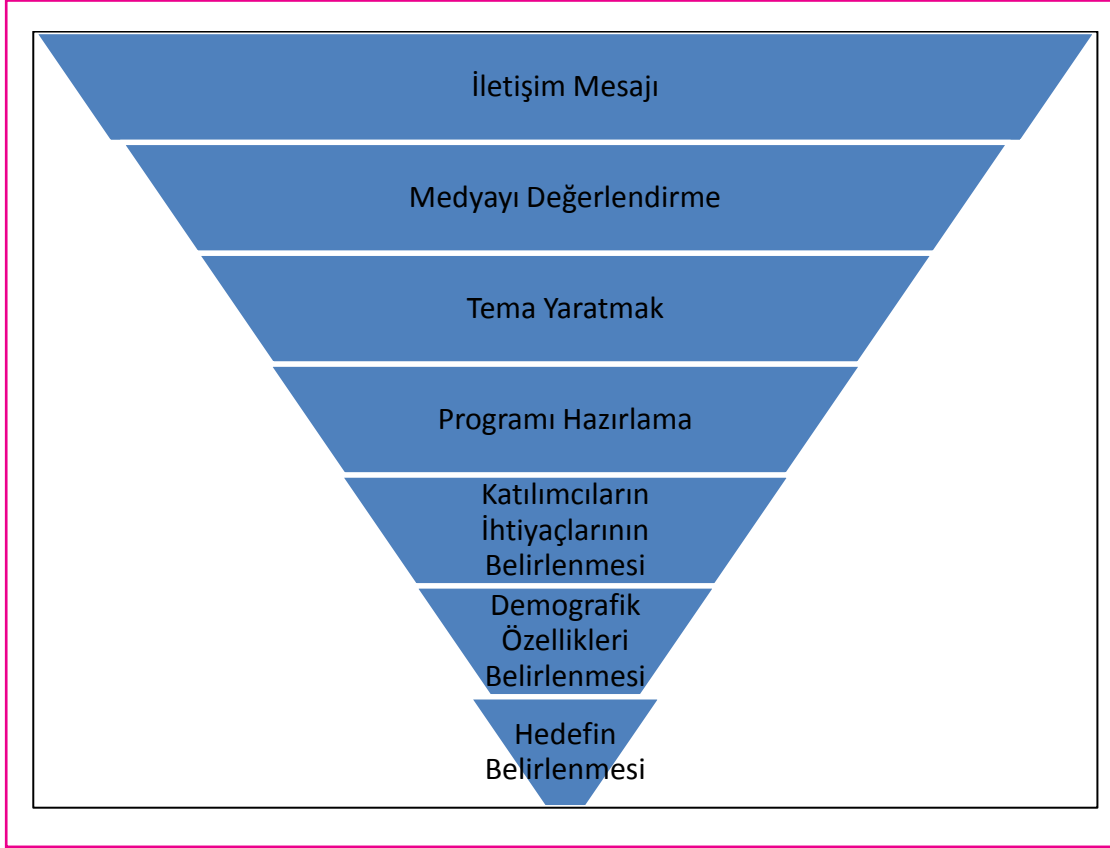 İletişim Mesajı
Medyayı Değerlendirme
Tema Yaratmak
Programı Hazırlama
Katılımcıların
İhtiyaçlarının
Belirlenmesi
Demografik
Özellikleri
Belirlenmesi
Hedefin
Belirlenmesi